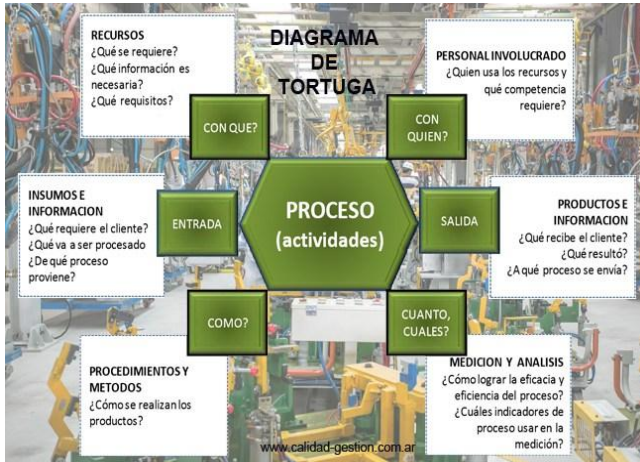 DIAGRAMA
DE
TORTUGA
RECURSOS
¿Qué se requiere?
¿Qué información es
necesaria?
¿Qué requisitos?
CON QUE?
PERSONAL INVOLUCRADO
¿Quien usa los recursos y
qué competencia
requiere?
CON
QUIEN?
INSUMOS E
INFORMACION
¿Qué requiere el cliente?
¿Qué va a ser procesado
¿De qué proceso
proviene?
ENTRADA
PROCESO
(actividades)
SALIDA
PRODUCTOS E
INFORMACION
¿Qué recibe el cliente?
¿Qué resultó?
¿A qué proceso se envía?
COMO?
PROCEDIMIENTOS Y
METODOS
¿Cómo se realizan los
productos?
CUANTO,
CUALES?
MEDICION Y ANALISIS
¿Cómo lograr la eficacia y
eficiencia del proceso?
¿Cuáles indicadores de
proceso usar en la
medición?
www.calidad-gestion.com.ar